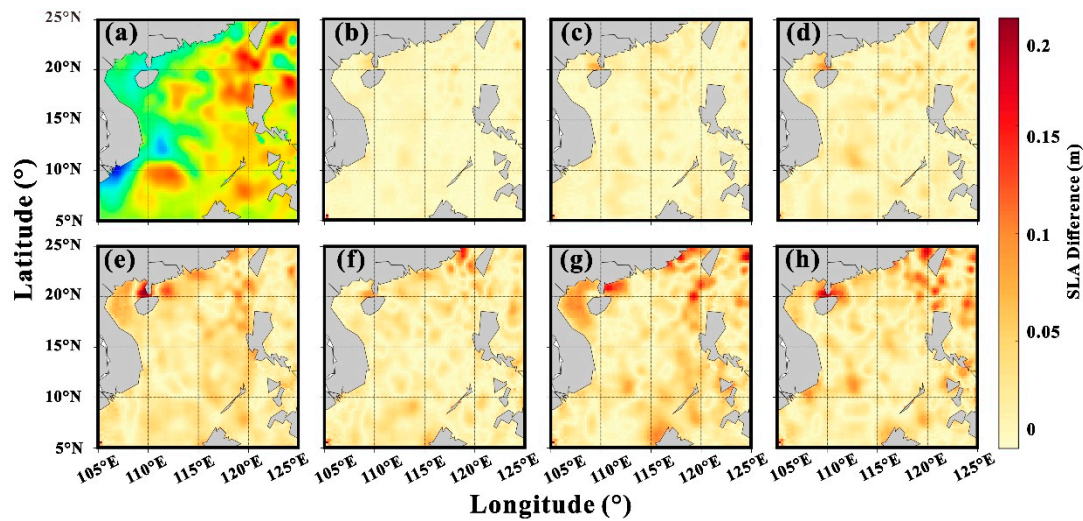 25°N
20°N
15°N
10°N
5°N
(a)
(b)
(c)
(d)
25°N
20°N
15°N
10°N
5°N
(e)
(f)
(g)
(h)
105°E 110°E 115°E 120°E 125°E
105°E 110°E 115°E 120°E 125°E
105°E 110°E 115°E 120°E 125°E
105°E 110°E 115°E 120°E 125°E
Latitude (°)
Longitude (°)
0.2
0.15
0.1
0.05
0
SLA Difference (m)